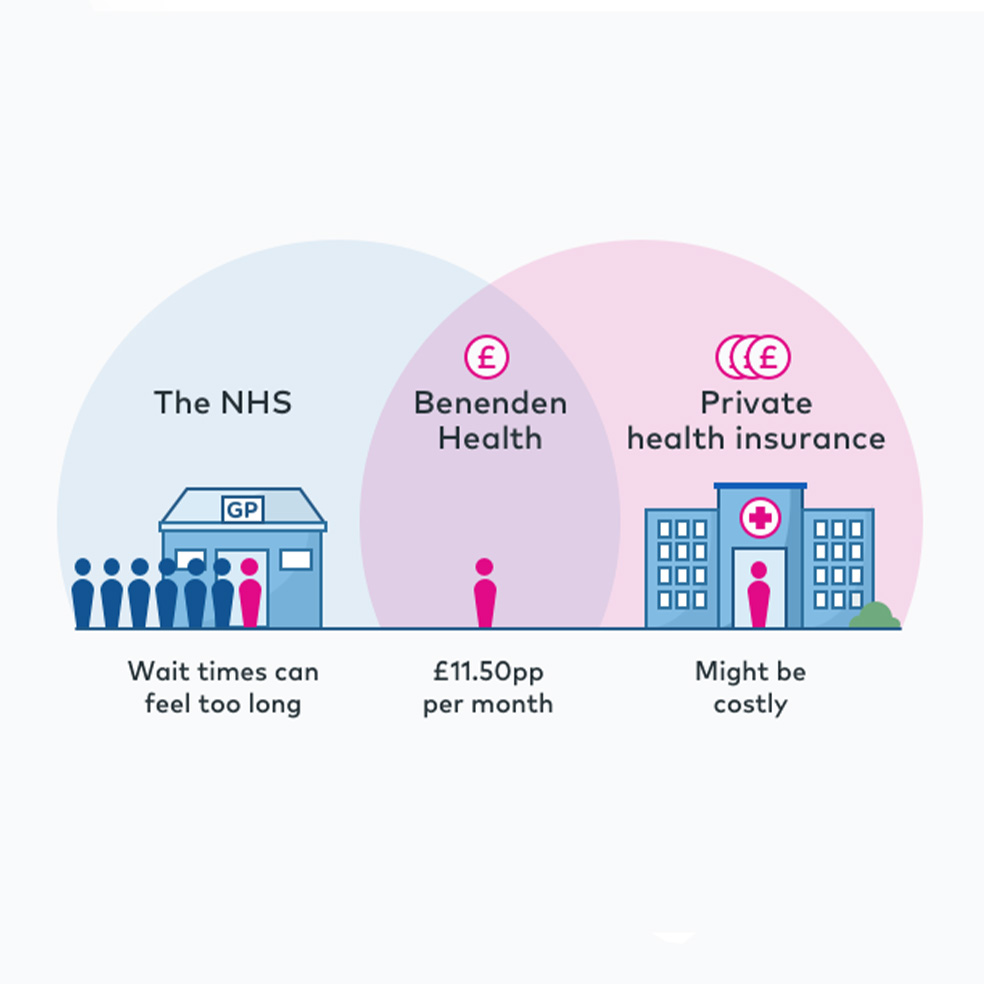 £
£
The NHS
Benenden
Health
Private
health insurance
GP
Wait times can
feel too long
£11.50pp
per month
Might be
costly